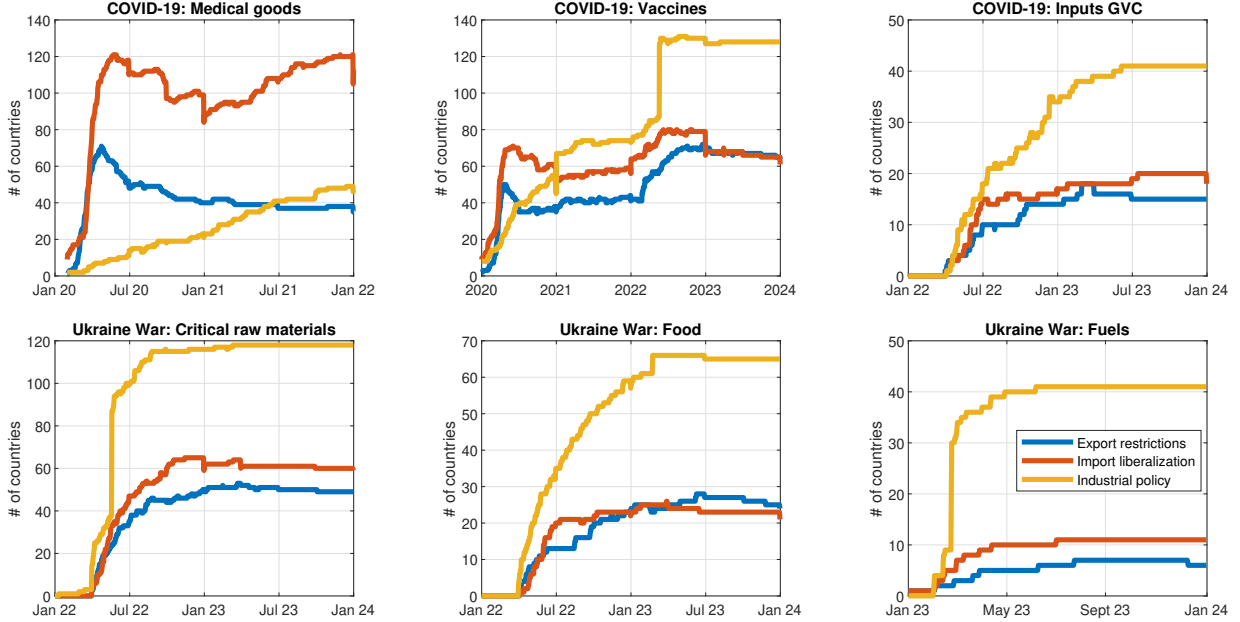 COVID-19: Medical goods
140
120
100
80
60
40
20
0
# of countries
Jan 20 Jul 20 Jan 21 Jul 21 Jan 22
COVID-19: Vaccines
140
120
100
80
60
40
20
0
# of countries
2020 2021 2022 2023 2024
COVID-19: Inputs GVC
50
40
30
20
10
0
# of countries
Jan 22 Jul 22 Jan 23 Jul 23 Jan 24
Ukraine War: Critical raw materials
120
100
80
60
40
20
0
# of countries
Jan 22 Jul 22 Jan 23 Jul 23 Jan 24
Ukraine War: Food
70
60
50
40
30
20
10
0
# of countries
Jan 22 Jul 22 Jan 23 Jul 23 Jan 24
Ukraine War: Fuels
50
40
30
20
10
0
# of countries
Export restrictions
Import liberalization
Industrial policy
Jan 23 May 23 Sept 23 Jan 24